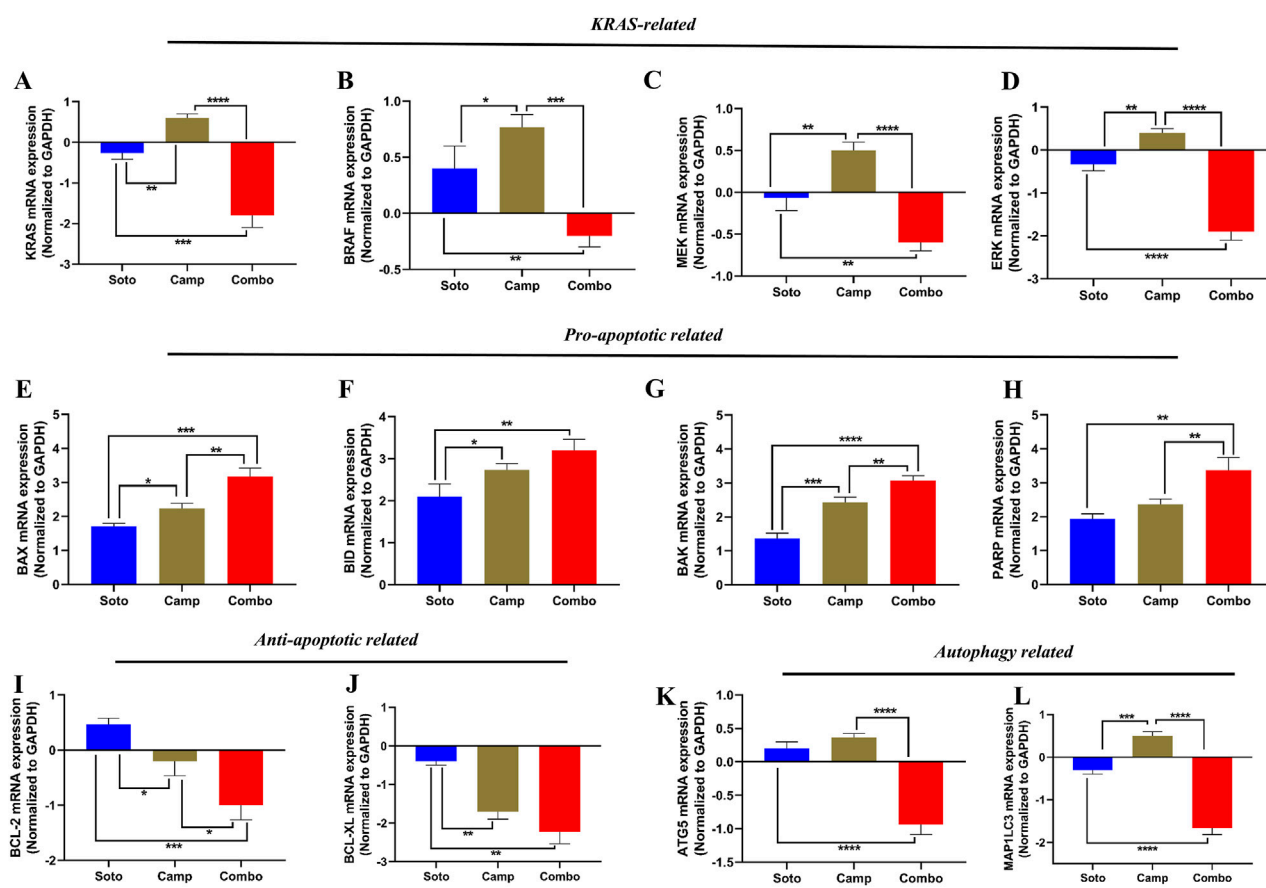 KRAS-related
A
KRAS mRNA expression
(Normalized to GAPDH)
1
0
-1
-2
-3
****
**
***
Soto Camp Combo
B
BRAF mRNA expression
(Normalized to GAPDH)
1.0
0.5
0.0
-0.5
* ***
**
Soto Camp Combo
C
MEK mRNA expression
(Normalized to GAPDH)
1.0
0.5
0.0
-0.5
-1.0
** ****
**
Soto Camp Combo
D
ERK mRNA expression
(Normalized to GAPDH)
1
0
-1
-2
-3
** ****
****
Soto Camp Combo
Pro-apoptotic related
E
BAX mRNA expression
(Normalized to GAPDH)
5
4
3
2
1
0
***
* **
Soto Camp Combo
F
BID mRNA expression
(Normalized to GAPDH)
4
3
2
1
0
**
*
Soto Camp Combo
G
BAK mRNA expression
(Normalized to GAPDH)
5
4
3
2
1
0
****
*** **
Soto Camp Combo
H
PARP mRNA expression
(Normalized to GAPDH)
5
4
3
2
1
0
**
**
Soto Camp Combo
Anti-apoptotic related
I
BCL-2 mRNA expression
(Normalized to GAPDH)
1
0
-1
-2
*
*
***
Soto Camp Combo
J
BCL-XL mRNA expression
(Normalized to GAPDH)
1
0
-1
-2
-3
**
**
Soto Camp Combo
Autophagy related
K
ATG5 mRNA expression
(Normalized to GAPDH)
1.0
0.5
0.0
-0.5
-1.0
-1.5
****
****
Soto Camp Combo
L
MAP1LC3 mRNA expression
(Normalized to GAPDH)
1
0
-1
-2
*** ****
****
Soto Camp Combo